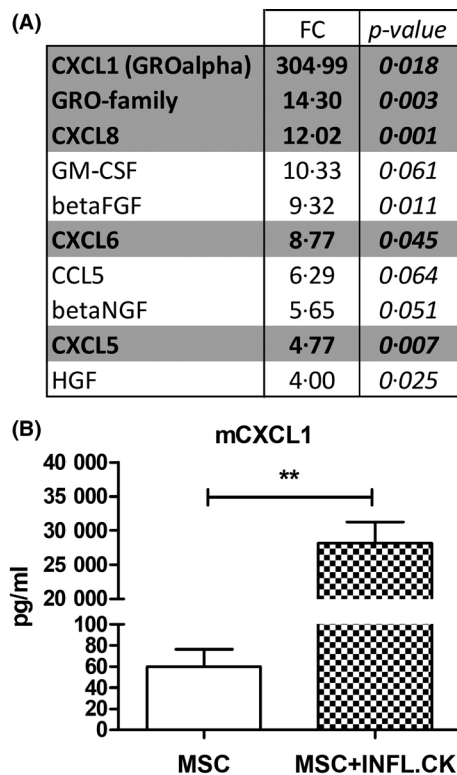 (A)
FC p-value
CXCL1 (GROalpha) 304·99 0·018
GRO-family 14·30 0·003
CXCL8 12·02 0·001
GM-CSF 10·33 0·061
betaFGF 9·32 0·011
CXCL6 8·77 0·045
CCL5 6·29 0·064
betaNGF 5·65 0·051
CXCL5 4·77 0·007
HGF 4·00 0·025
(B)
mCXCL1
40 000
35 000
30 000
25 000
20 000
100
80
60
40
20
0
pg/ml
**
MSC MSC+INFL.CK